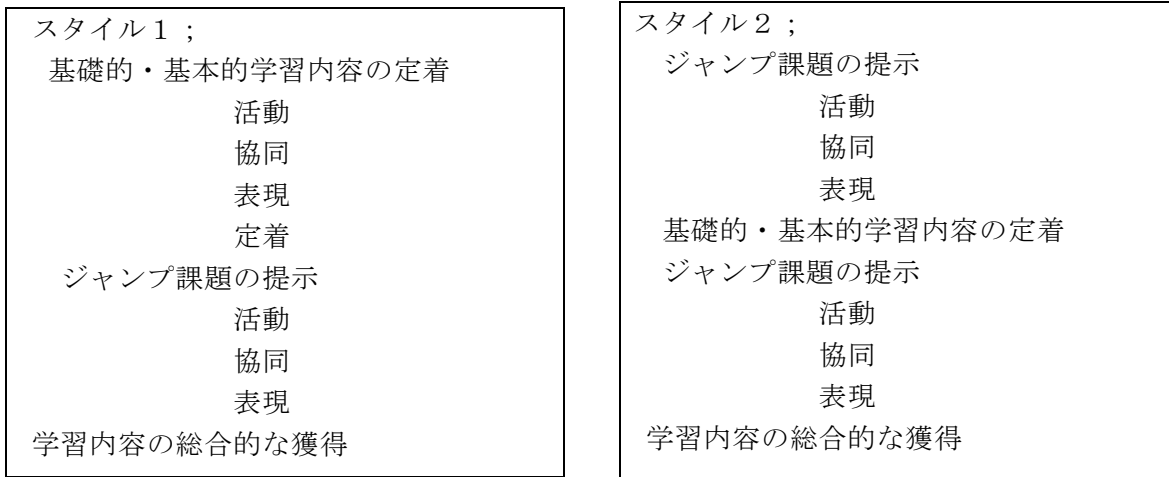 スタイル１；
基礎的・基本的学習内容の定着
活動
協同
表現
定着
ジャンプ課題の提示
活動
協同
表現
学習内容の総合的な獲得
スタイル２；
ジャンプ課題の提示
活動
協同
表現
基礎的・基本的学習内容の定着
ジャンプ課題の提示
活動
協同
表現
学習内容の総合的な獲得